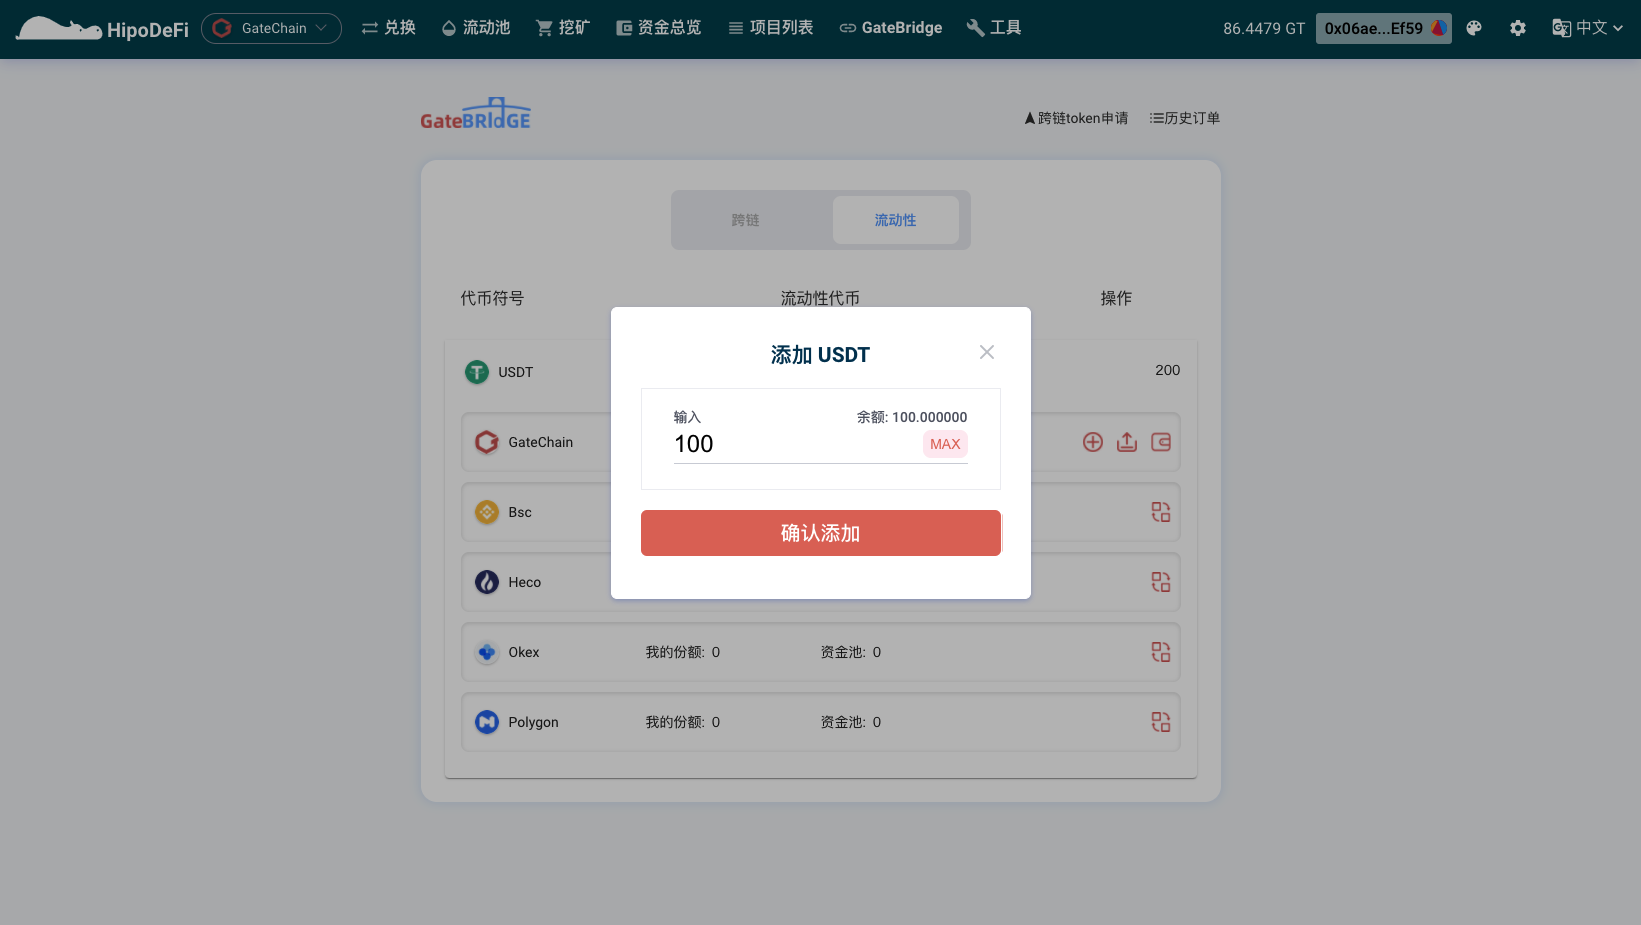 HipoDeFi GateChain 兑换 流动池 挖矿 资金总览 项目列表 GateBridge 工具 86.4479 GT 0x06ae...Ef59 中文
GateBRIdGE 跨链token申请 历史订单
跨链 流动性
代币符号 流动性代币 操作
添加 USDT
USDT 200
输入 余额: 100.000000
100 MAX
GateChain
Bsc
确认添加
Heco
Okex 我的份额: 0 资金池: 0
Polygon 我的份额: 0 资金池: 0